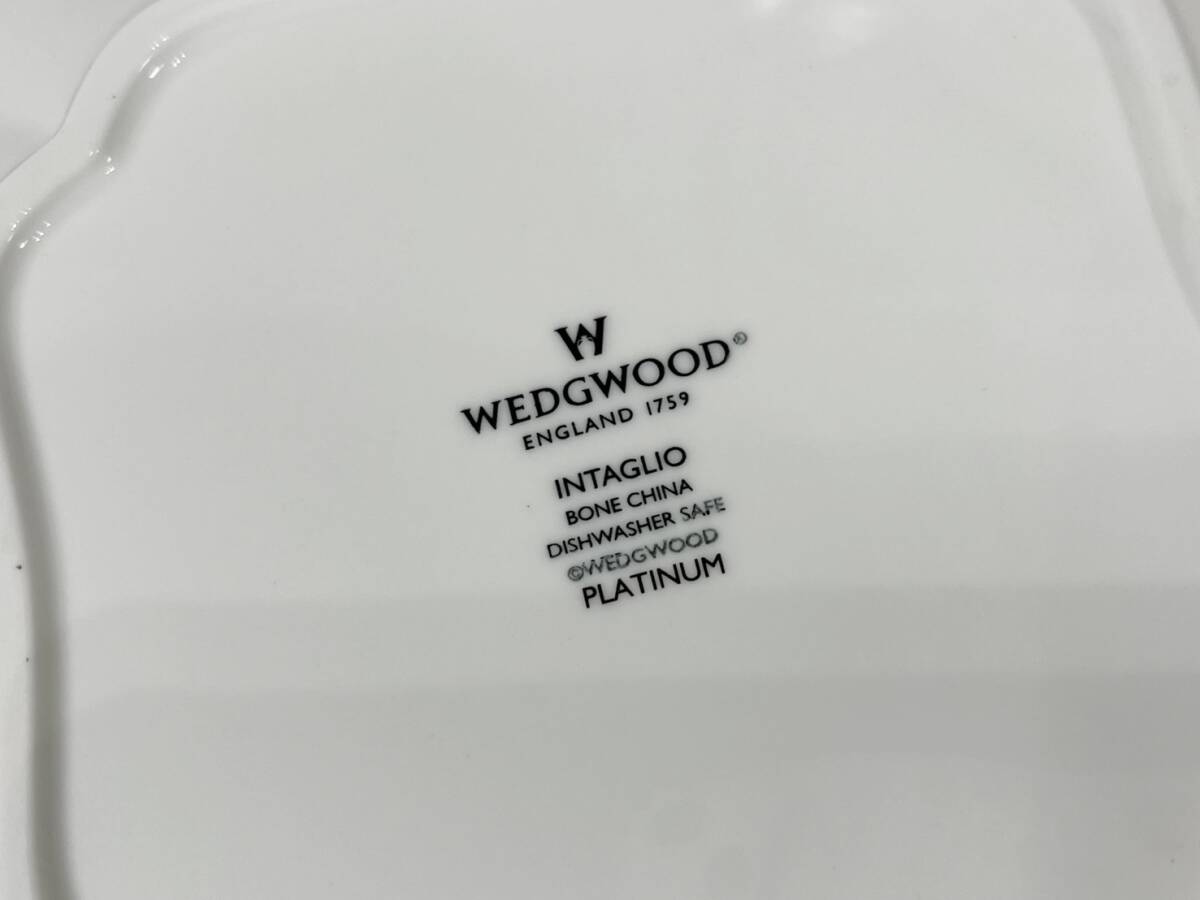 W
WEDGWOOD®
ENGLAND 1759
INTAGLIO
BONE CHINA
DISHWASHER SAFE
©WEDGWOOD
PLATINUM